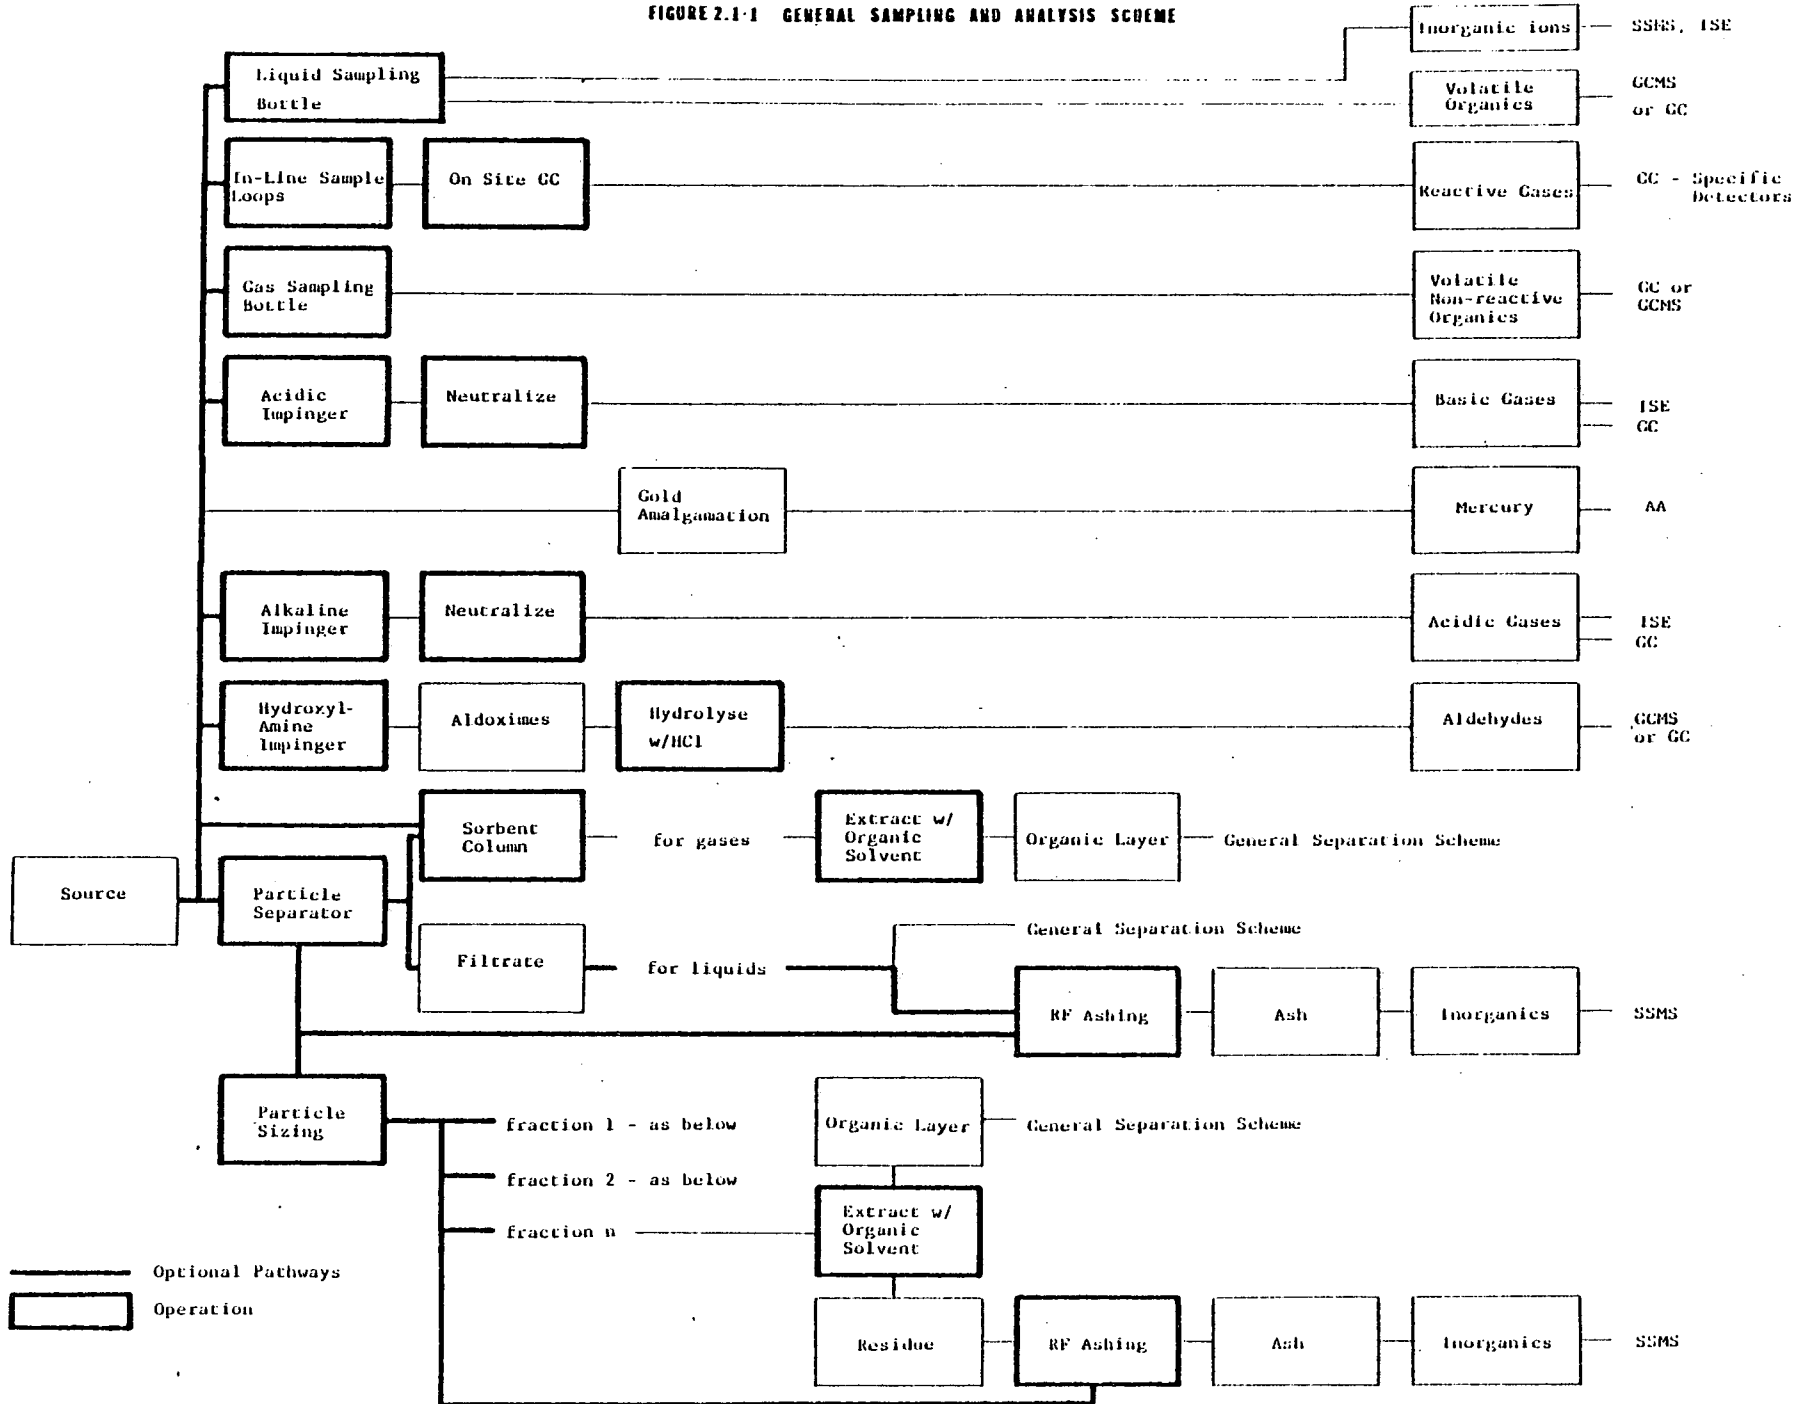 FIGURE 2.1-1 GENERAL SAMPLING AND ANALYSIS SCHEME
Inorganic ions
SSMS, ISE
Liquid Sampling
Bottle
Volatile
Organics
GCMS
or GC
In-Line Sample
Loops
On Site GC
Reactive Gases
GC - Specific
Detectors
Gas Sampling
Bottle
Volatile
Non-reactive
Organics
GC or
GCMS
Acidic
Impinger
Neutralize
Basic Gases
ISE
GC
Gold
Amalgamation
Mercury
AA
Alkaline
Impinger
Neutralize
Acidic Gases
ISE
GC
Hydroxyl-
Amine
Impinger
Aldoximes
Hydrolyse
w/HCl
Aldehydes
GCMS
or GC
Sorbent
Column
for gases
Extract w/
Organic
Solvent
Organic Layer
General Separation Scheme
Source
Particle
Separator
Filtrate
for liquids
General Separation Scheme
RF Ashing
Ash
Inorganics
SSMS
Particle
Sizing
fraction 1 - as below
Organic Layer
General Separation Scheme
fraction 2 - as below
fraction n
Extract w/
Organic
Solvent
Optional Pathways
Operation
Residue
RF Ashing
Ash
Inorganics
SSMS